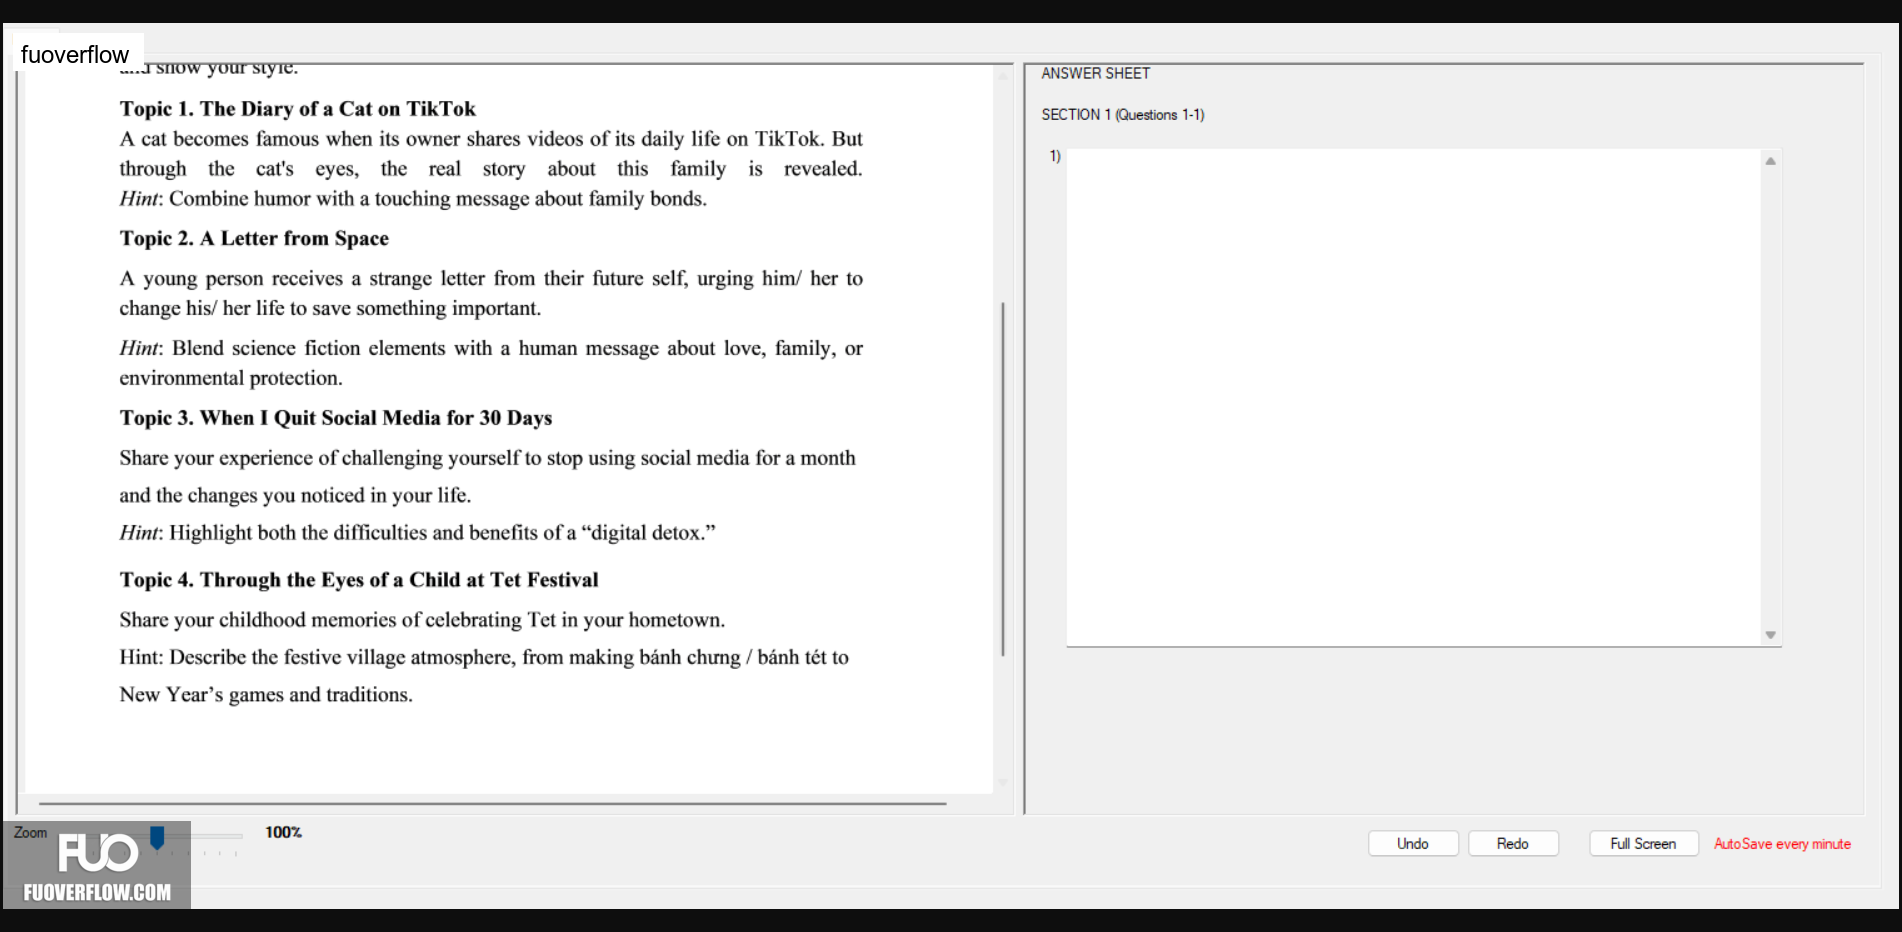 fuoverflow
and show your style.
Topic 1. The Diary of a Cat on TikTok
A cat becomes famous when its owner shares videos of its daily life on TikTok. But
through the cat's eyes, the real story about this family is revealed.
Hint: Combine humor with a touching message about family bonds.
Topic 2. A Letter from Space
A young person receives a strange letter from their future self, urging him/ her to
change his/ her life to save something important.
Hint: Blend science fiction elements with a human message about love, family, or
environmental protection.
Topic 3. When I Quit Social Media for 30 Days
Share your experience of challenging yourself to stop using social media for a month
and the changes you noticed in your life.
Hint: Highlight both the difficulties and benefits of a “digital detox.”
Topic 4. Through the Eyes of a Child at Tet Festival
Share your childhood memories of celebrating Tet in your hometown.
Hint: Describe the festive village atmosphere, from making bánh chưng / bánh tét to
New Year’s games and traditions.
ANSWER SHEET
SECTION 1 (Questions 1-1)
1)
Zoom
100%
FUO
FUOVERFLOW.COM
Undo
Redo
Full Screen
AutoSave every minute